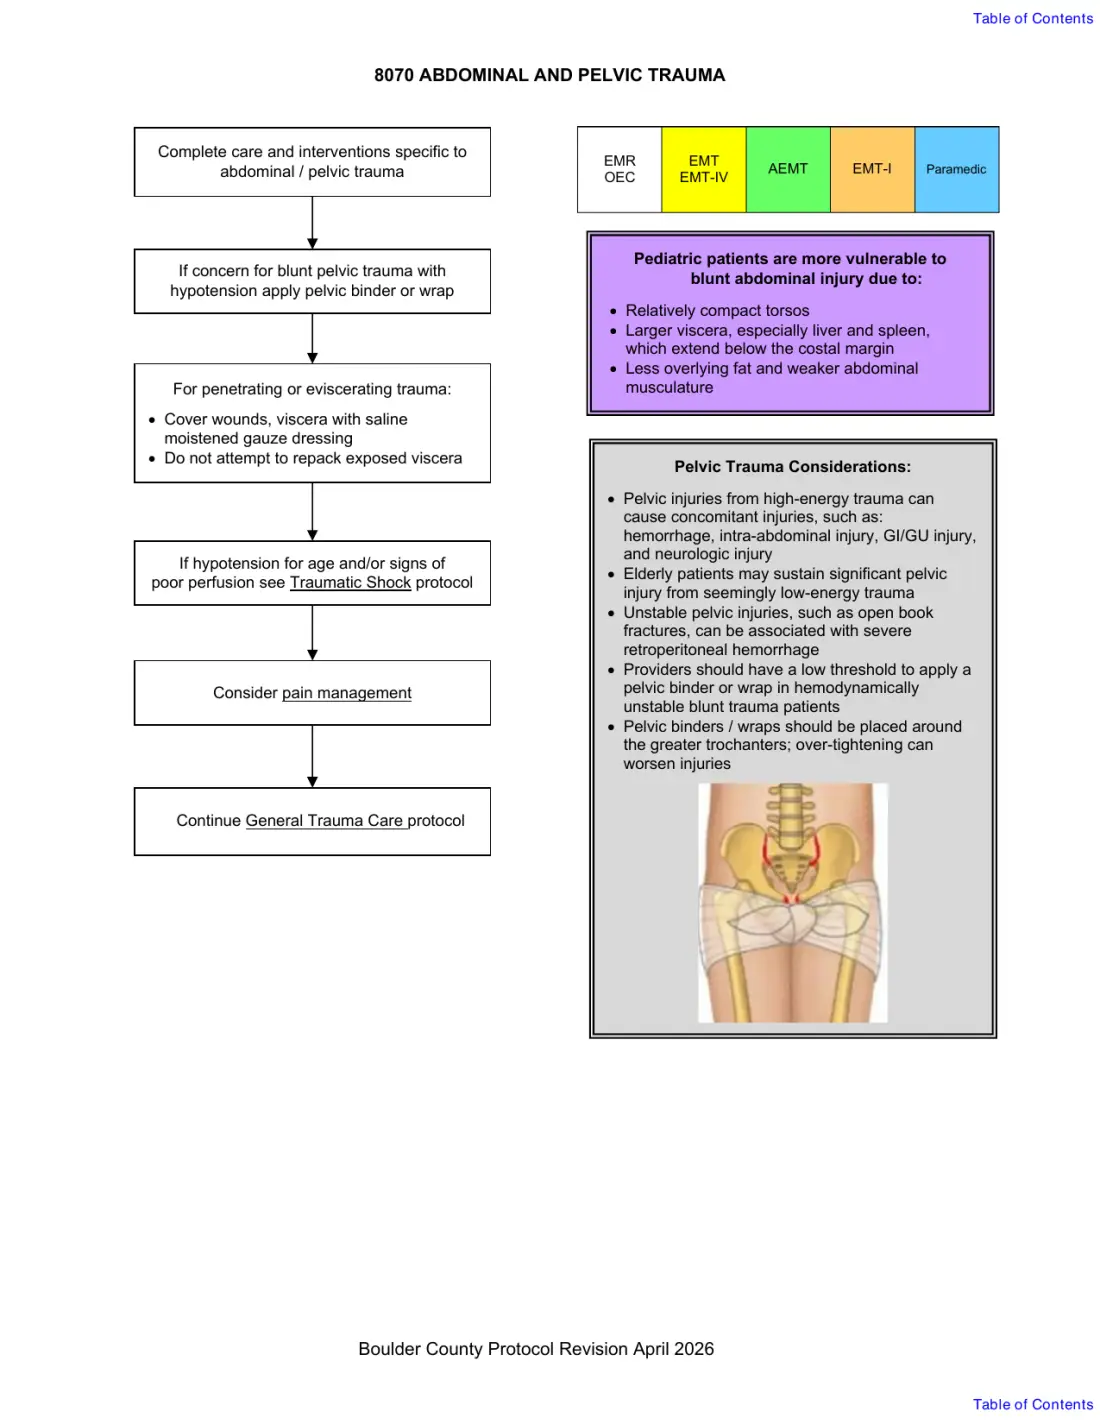 Table of Contents
8070 ABDOMINAL AND PELVIC TRAUMA
Complete care and interventions specific to
abdominal / pelvic trauma
If concern for blunt pelvic trauma with
hypotension apply pelvic binder or wrap
For penetrating or eviscerating trauma:
• Cover wounds, viscera with saline
moistened gauze dressing
• Do not attempt to repack exposed viscera
If hypotension for age and/or signs of
poor perfusion see Traumatic Shock protocol
Consider pain management
Continue General Trauma Care protocol
EMR
OEC
EMT
EMT-IV
AEMT
EMT-I
Paramedic
Pediatric patients are more vulnerable to
blunt abdominal injury due to:
• Relatively compact torsos
• Larger viscera, especially liver and spleen,
which extend below the costal margin
• Less overlying fat and weaker abdominal
musculature
Pelvic Trauma Considerations:
• Pelvic injuries from high-energy trauma can
cause concomitant injuries, such as:
hemorrhage, intra-abdominal injury, GI/GU injury,
and neurologic injury
• Elderly patients may sustain significant pelvic
injury from seemingly low-energy trauma
• Unstable pelvic injuries, such as open book
fractures, can be associated with severe
retroperitoneal hemorrhage
• Providers should have a low threshold to apply a
pelvic binder or wrap in hemodynamically
unstable blunt trauma patients
• Pelvic binders / wraps should be placed around
the greater trochanters; over-tightening can
worsen injuries
Boulder County Protocol Revision April 2026
Table of Contents